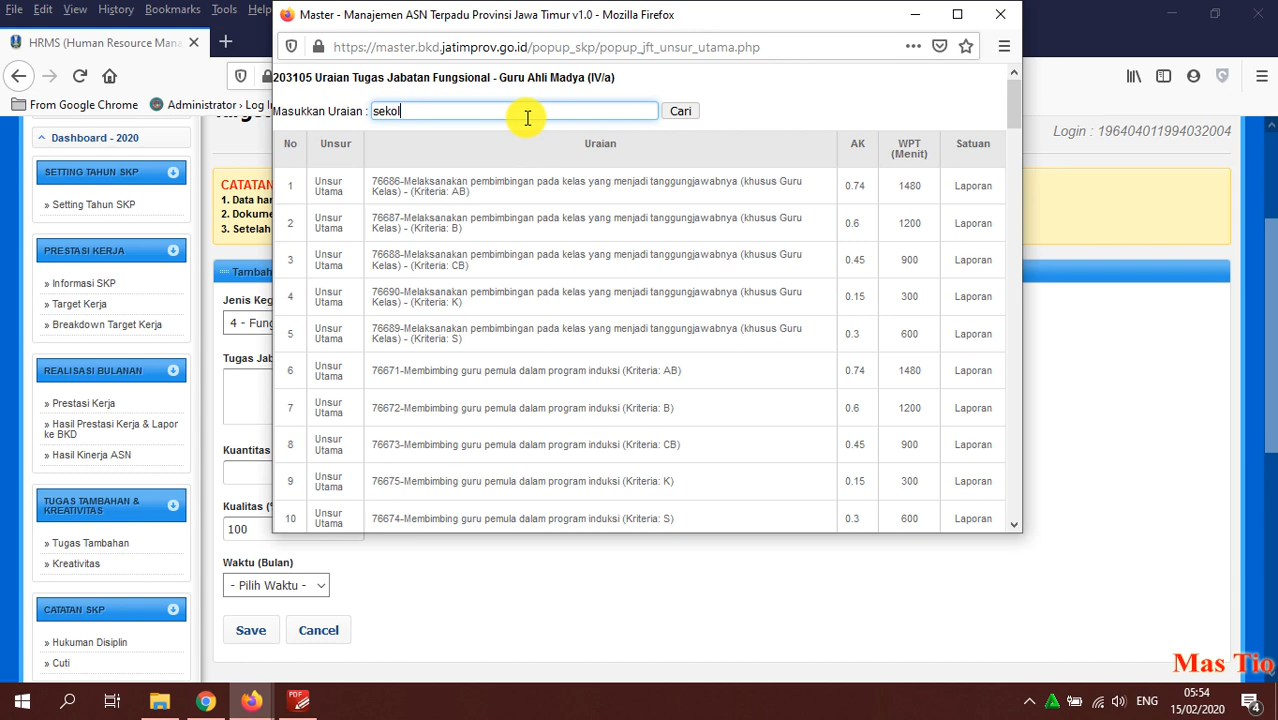 File Edit View History Bookmarks Tools Help
Master - Manajemen ASN Terpadu Provinsi Jawa Timur v1.0 - Mozilla Firefox
HRMS (Human Resource Mana
https://master.bkd.jatimprov.go.id/popup_skp/popup_jft_unsur_utama.php
From Google Chrome
Administrator ‹ Log In
203105 Uraian Tugas Jabatan Fungsional - Guru Ahli Madya (IV/a)
Masukkan Uraian : sekol
Cari
No Unsur Uraian AK WPT (Menit) Satuan
1 Unsur Utama 76686-Melaksanakan pembimbingan pada kelas yang menjadi tanggungjawabnya (khusus Guru
Kelas) - (Kriteria: AB) 0.74 1480 Laporan
2 Unsur Utama 76687-Melaksanakan pembimbingan pada kelas yang menjadi tanggungjawabnya (khusus Guru
Kelas) - (Kriteria: B) 0.6 1200 Laporan
3 Unsur Utama 76688-Melaksanakan pembimbingan pada kelas yang menjadi tanggungjawabnya (khusus Guru
Kelas) - (Kriteria: CB) 0.45 900 Laporan
4 Unsur Utama 76690-Melaksanakan pembimbingan pada kelas yang menjadi tanggungjawabnya (khusus Guru
Kelas) - (Kriteria: K) 0.15 300 Laporan
5 Unsur Utama 76689-Melaksanakan pembimbingan pada kelas yang menjadi tanggungjawabnya (khusus Guru
Kelas) - (Kriteria: S) 0.3 600 Laporan
6 Unsur Utama 76671-Membimbing guru pemula dalam program induksi (Kriteria: AB) 0.74 1480 Laporan
7 Unsur Utama 76672-Membimbing guru pemula dalam program induksi (Kriteria: B) 0.6 1200 Laporan
8 Unsur Utama 76673-Membimbing guru pemula dalam program induksi (Kriteria: CB) 0.45 900 Laporan
9 Unsur Utama 76675-Membimbing guru pemula dalam program induksi (Kriteria: K) 0.15 300 Laporan
10 Unsur Utama 76674-Membimbing guru pemula dalam program induksi (Kriteria: S) 0.3 600 Laporan
Login : 196404011994032004
Dashboard - 2020
SETTING TAHUN SKP
» Setting Tahun SKP
PRESTASI KERJA
» Informasi SKP
» Target Kerja
» Breakdown Target Kerja
REALISASI BULANAN
» Prestasi Kerja
» Hasil Prestasi Kerja & Lapor
ke BKD
» Hasil Kinerja ASN
TUGAS TAMBAHAN &
KREATIVITAS
» Tugas Tambahan
» Kreativitas
CATATAN SKP
» Hukuman Disiplin
» Cuti
CATATAN
1. Data har
2. Dokume
3. Setelah
Tambah
Jenis Keg
4 - Fung
Tugas Jab
Kuantitas
Kualitas (%
100
Waktu (Bulan)
- Pilih Waktu -
Save
Cancel
Mas Tio
ENG
05:54
15/02/2020
4